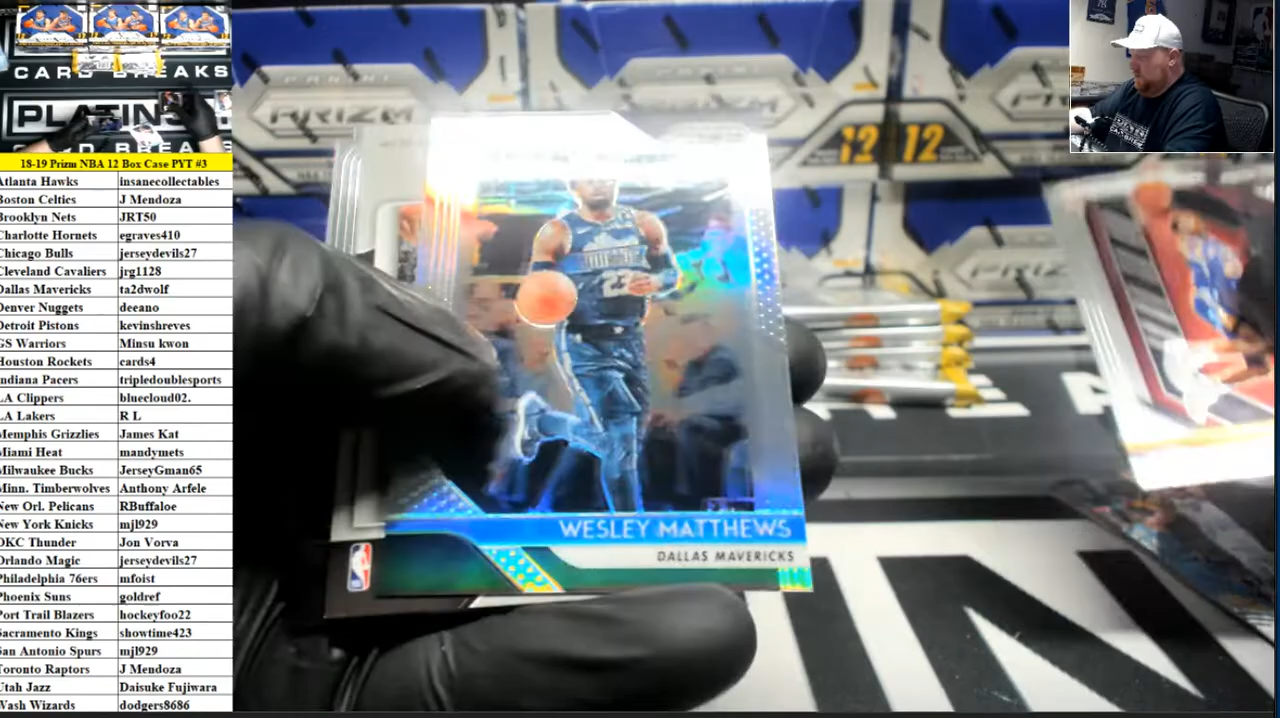 CARD BREAKS
PLATIN
D BREAKS
18-19 Prizm NBA 12 Box Case PYT #3
Atlanta Hawks insanecollectables
Boston Celtics J Mendoza
Brooklyn Nets JRT50
Charlotte Hornets egraves410
Chicago Bulls jerseydevils27
Cleveland Cavaliers jrg1128
Dallas Mavericks ta2dwolf
Denver Nuggets deeano
Detroit Pistons kevinshreves
GS Warriors Minsu kwon
Houston Rockets cards4
Indiana Pacers tripledoublesports
LA Clippers bluecloud02.
LA Lakers R L
Memphis Grizzlies James Kat
Miami Heat mandymets
Milwaukee Bucks JerseyGman65
Minn. Timberwolves Anthony Arfele
New Orl. Pelicans RBuffaloe
New York Knicks mjl929
OKC Thunder Jon Vorva
Orlando Magic jerseydevils27
Philadelphia 76ers mfoist
Phoenix Suns goldref
Port Trail Blazers hockeyfoo22
Sacramento Kings showtime423
San Antonio Spurs mjl929
Toronto Raptors J Mendoza
Utah Jazz Daisuke Fujiwara
Wash Wizards dodgers8686
PANINI
PRIZM
PANINI
PRIZM
12 12
WESLEY MATTHEWS
DALLAS MAVERICKS
IN